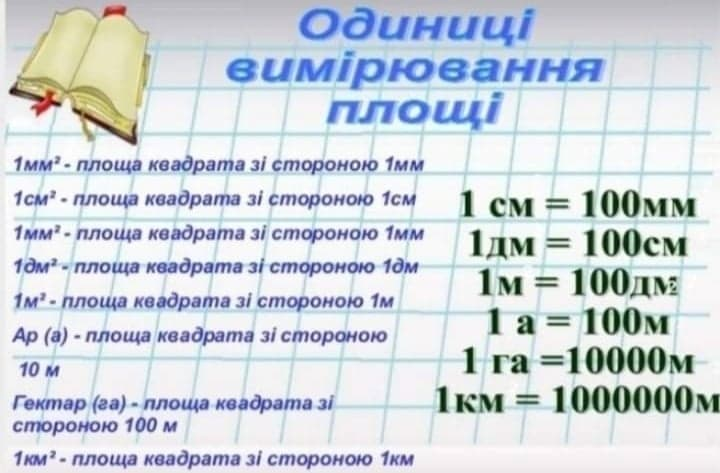 Одиниці
вимірювання
площі
1мм² - площа квадрата зі стороною 1мм
1см² - площа квадрата зі стороною 1см
1мм² - площа квадрата зі стороною 1мм
1дм² - площа квадрата зі стороною 1дм
1м² - площа квадрата зі стороною 1м
Ар (а) - площа квадрата зі стороною
10 м
Гектар (га) - площа квадрата зі
стороною 100 м
1км² - площа квадрата зі стороною 1км
1 см = 100мм
1дм = 100см
1м = 100дм²
1 а = 100м
1 га =10000м
1км = 1000000м